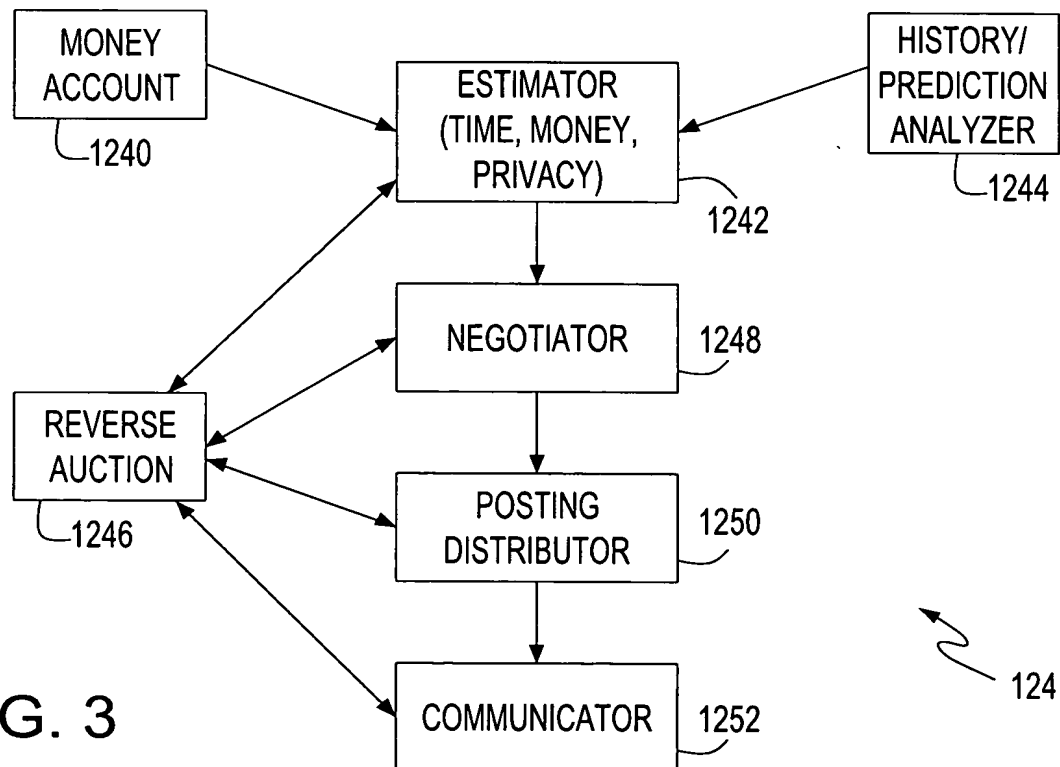 MONEY
ACCOUNT
1240
ESTIMATOR
(TIME, MONEY,
PRIVACY)
1242
HISTORY/
PREDICTION
ANALYZER
1244
NEGOTIATOR
1248
REVERSE
AUCTION
1246
POSTING
DISTRIBUTOR
1250
COMMUNICATOR
1252
124
G. 3